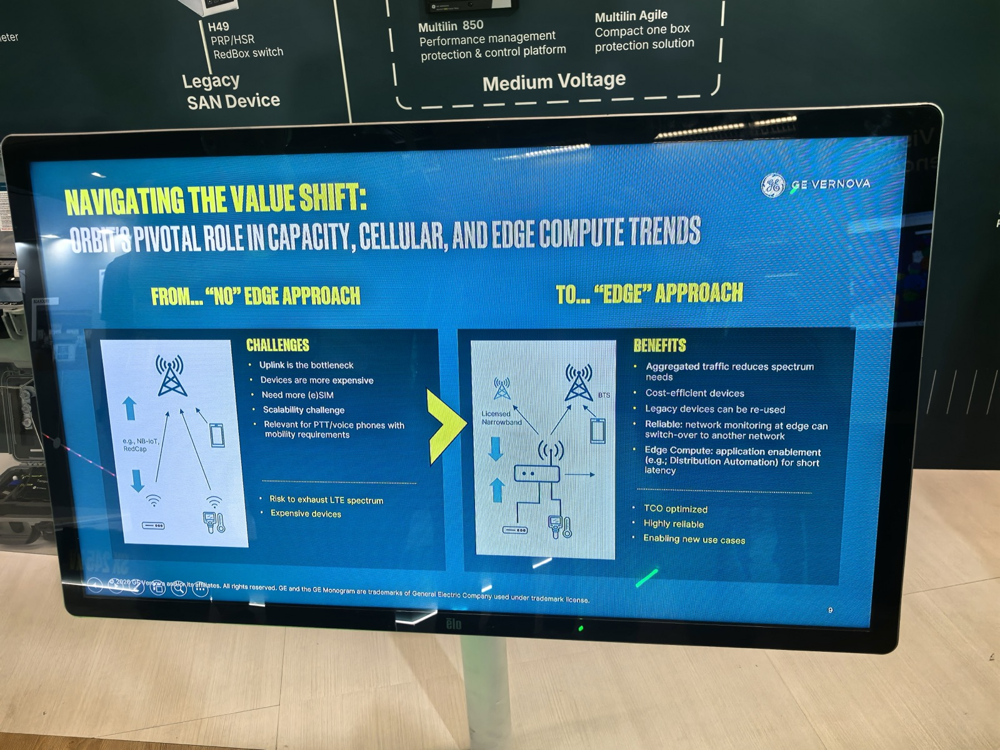 H49
PRP/HSR
RedBox switch
Legacy
SAN Device
Multilin 850
Performance management
protection & control platform
Multilin Agile
Compact one box
protection solution
Medium Voltage
NAVIGATING THE VALUE SHIFT:
ORBIT'S PIVOTAL ROLE IN CAPACITY, CELLULAR, AND EDGE COMPUTE TRENDS
GE VERNOVA
FROM... “NO” EDGE APPROACH
CHALLENGES
• Uplink is the bottleneck
• Devices are more expensive
• Need more (e)SIM
• Scalability challenge
• Relevant for PTT/voice phones with
mobility requirements
e.g., NB-IoT,
RedCap
• Risk to exhaust LTE spectrum
• Expensive devices
TO... “EDGE” APPROACH
BTS
Licensed
Narrowband
BENEFITS
• Aggregated traffic reduces spectrum
needs
• Cost-efficient devices
• Legacy devices can be re-used
• Reliable: network monitoring at edge can
switch-over to another network
• Edge Compute: application enablement
(e.g.; Distribution Automation) for short
latency
• TCO optimized
• Highly reliable
• Enabling new use cases
GE Vernova and/or its affiliates. All rights reserved. GE and the GE Monogram are trademarks of General Electric Company used under trademark license.
9
elo